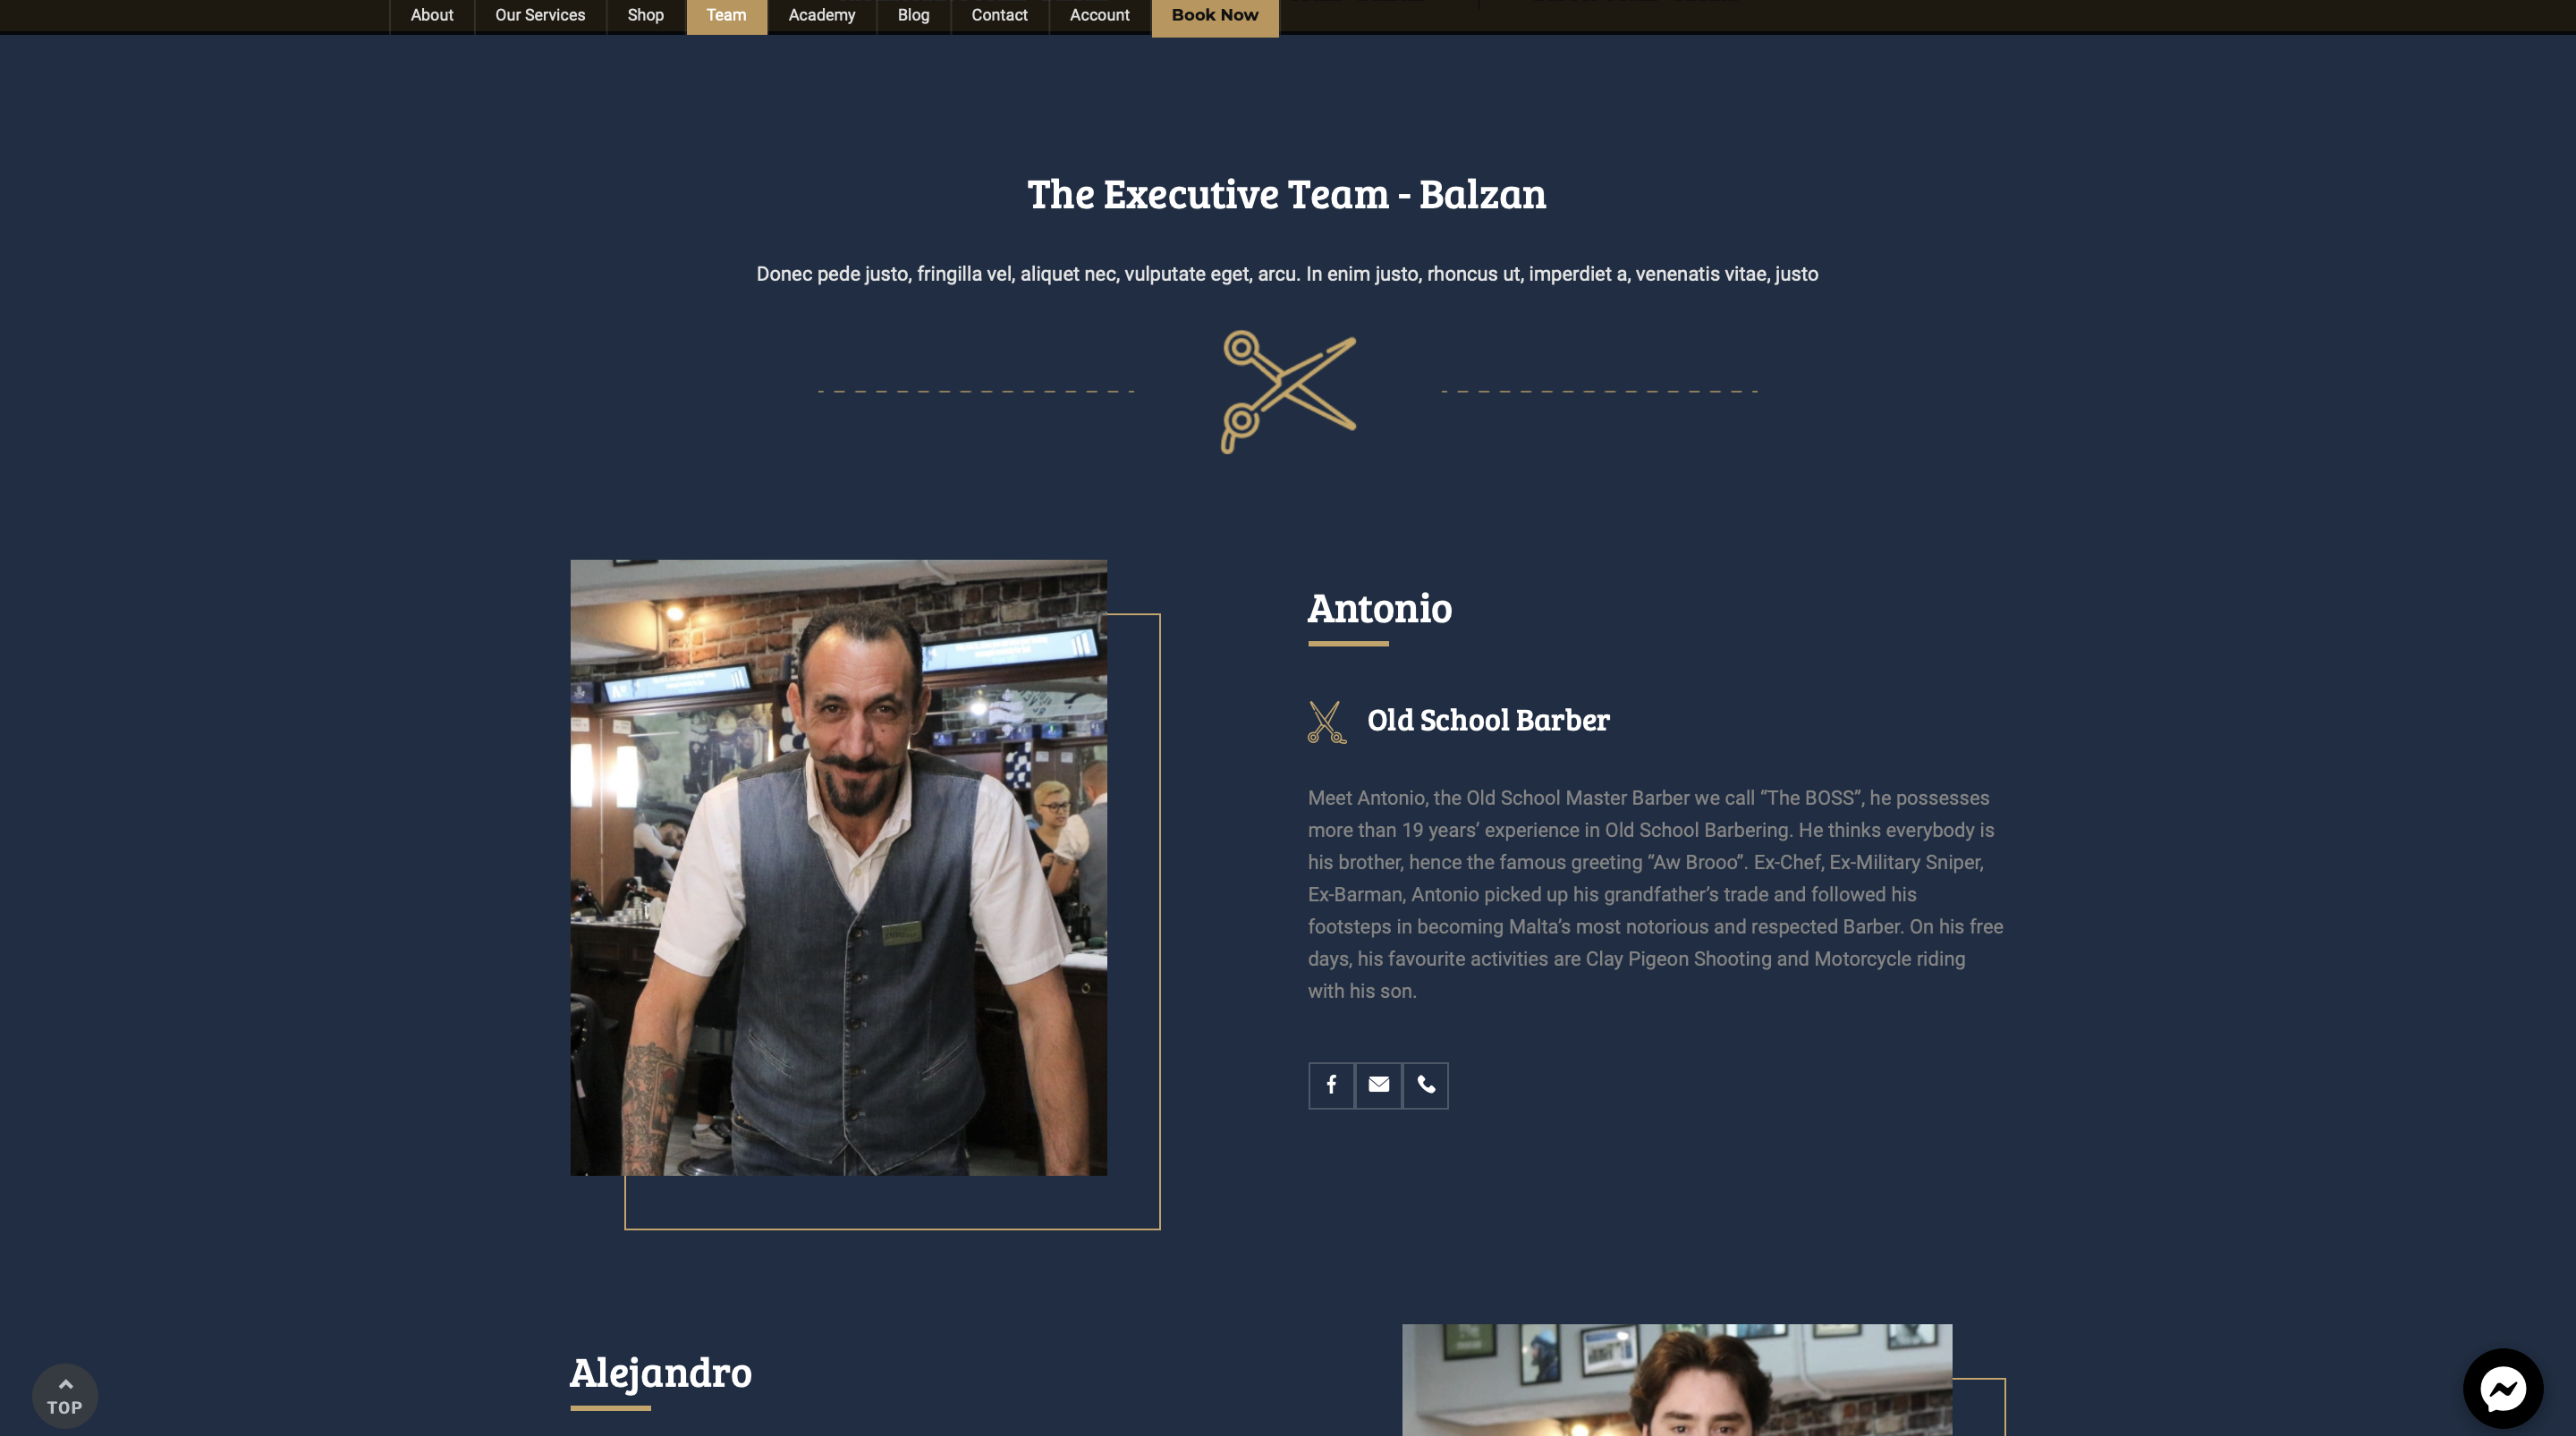 About Our Services Shop Team Academy Blog Contact Account Book Now
The Executive Team - Balzan
Donec pede justo, fringilla vel, aliquet nec, vulputate eget, arcu. In enim justo, rhoncus ut, imperdiet a, venenatis vitae, justo
Antonio
Old School Barber
Meet Antonio, the Old School Master Barber we call “The BOSS”, he possesses
more than 19 years’ experience in Old School Barbering. He thinks everybody is
his brother, hence the famous greeting “Aw Brooo”. Ex-Chef, Ex-Military Sniper,
Ex-Barman, Antonio picked up his grandfather’s trade and followed his
footsteps in becoming Malta’s most notorious and respected Barber. On his free
days, his favourite activities are Clay Pigeon Shooting and Motorcycle riding
with his son.
Alejandro
TOP